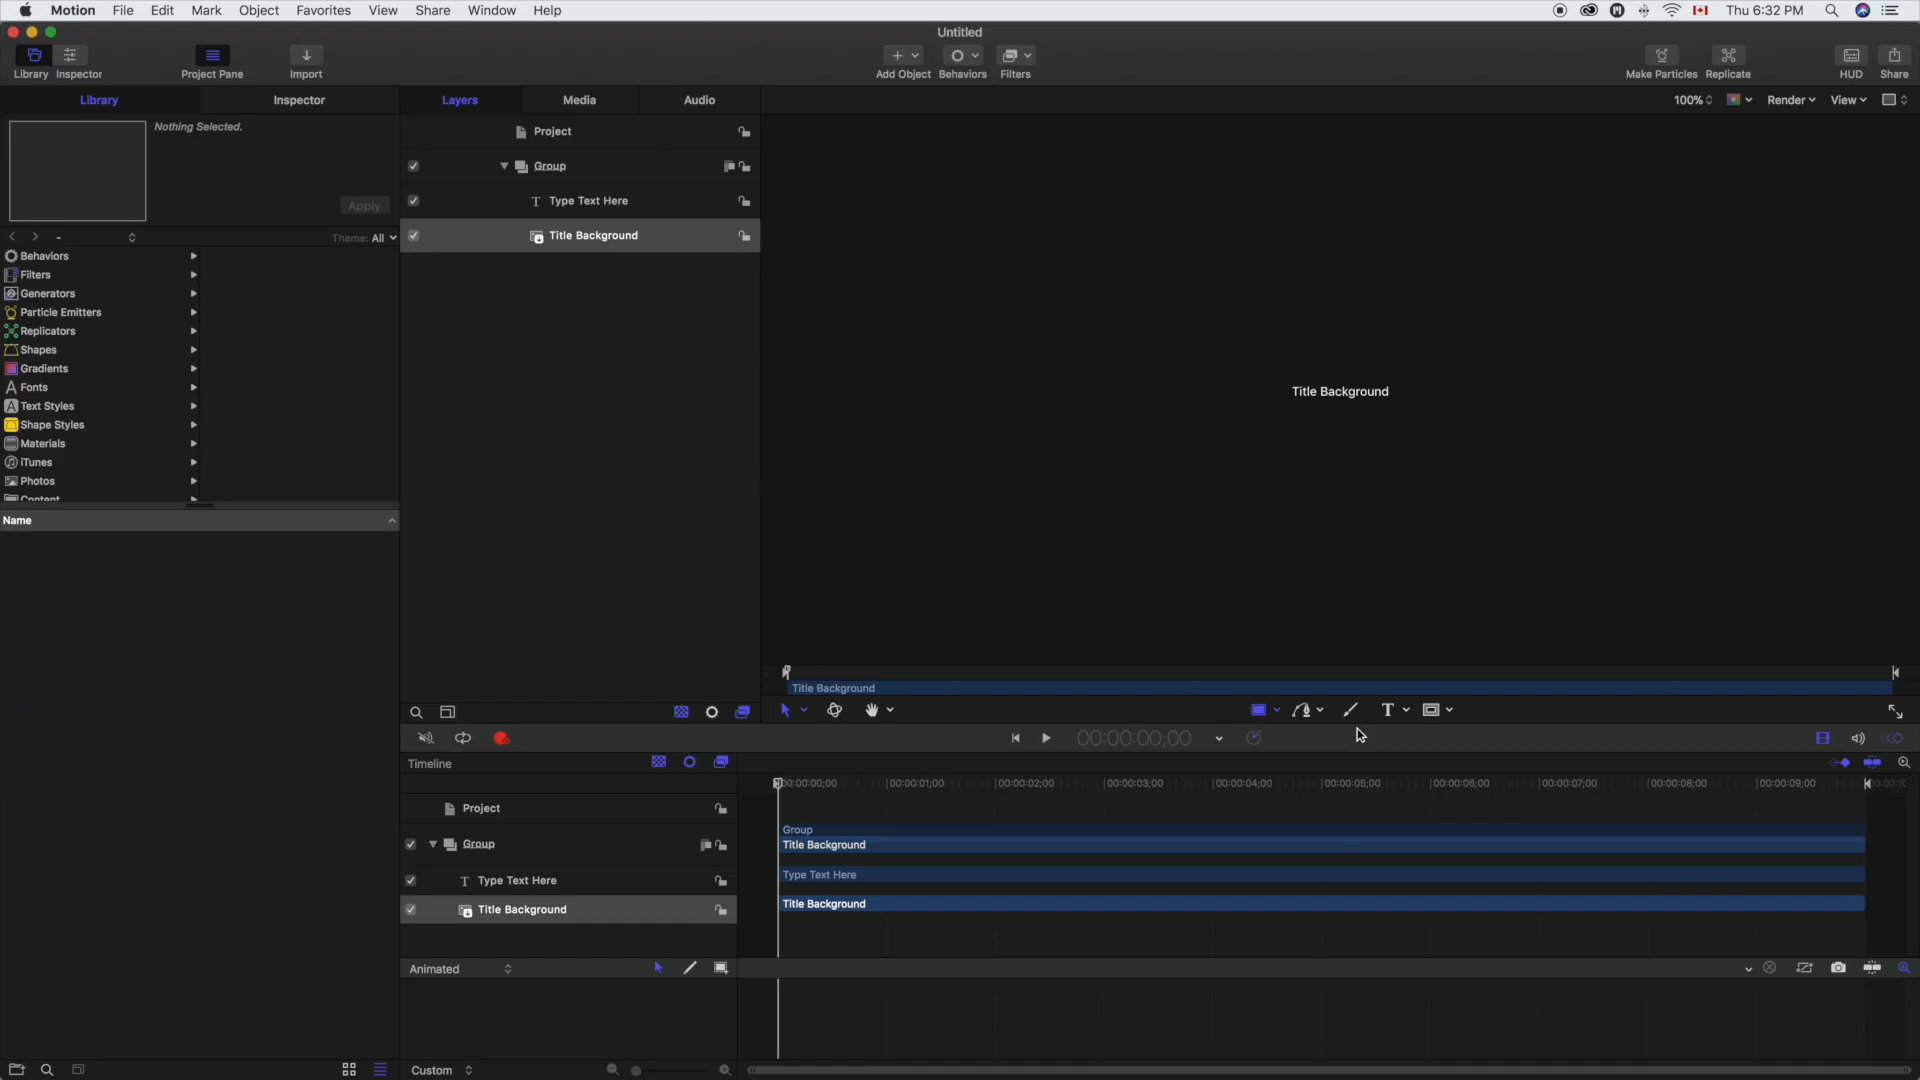 Motion File Edit Mark Object Favorites View Share Window Help
Thu 6:32 PM
Untitled
Library Inspector Project Pane Import
Add Object Behaviors Filters
Make Particles Replicate HUD Share
Library Inspector
Layers Media Audio
100% Render View
Nothing Selected.
Apply
Project
Group
Type Text Here
Title Background
- Theme: All
Behaviors
Filters
Generators
Particle Emitters
Replicators
Shapes
Gradients
Fonts
Text Styles
Shape Styles
Materials
iTunes
Photos
Content
Name
Title Background
Title Background
00:00:00;00
Timeline
00:00:00;00 00:00:01;00 00:00:02;00 00:00:03;00 00:00:04;00 00:00:05;00 00:00:06;00 00:00:07;00 00:00:08;00 00:00:09;00
Project
Group
Type Text Here
Title Background
Group
Title Background
Type Text Here
Title Background
Animated
Custom